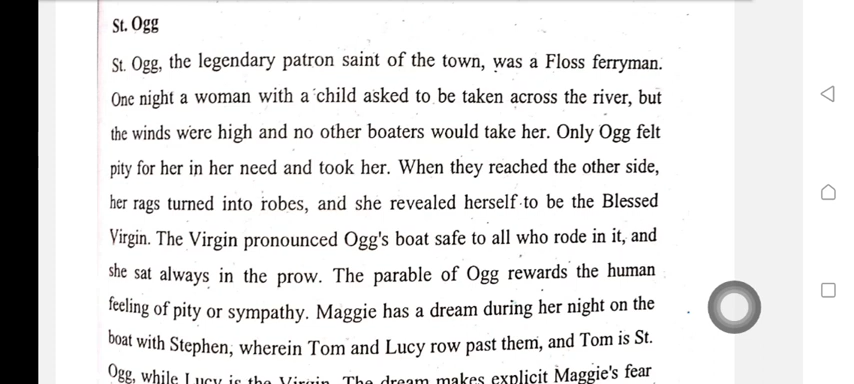 St. Ogg
St. Ogg, the legendary patron saint of the town, was a Floss ferryman.
One night a woman with a child asked to be taken across the river, but
the winds were high and no other boaters would take her. Only Ogg felt
pity for her in her need and took her. When they reached the other side,
her rags turned into robes, and she revealed herself to be the Blessed
Virgin. The Virgin pronounced Ogg's boat safe to all who rode in it, and
she sat always in the prow. The parable of Ogg rewards the human
feeling of pity or sympathy. Maggie has a dream during her night on the
boat with Stephen, wherein Tom and Lucy row past them, and Tom is St.
Ogg, while Lucy is the Virgin. The dream makes explicit Maggie's fear